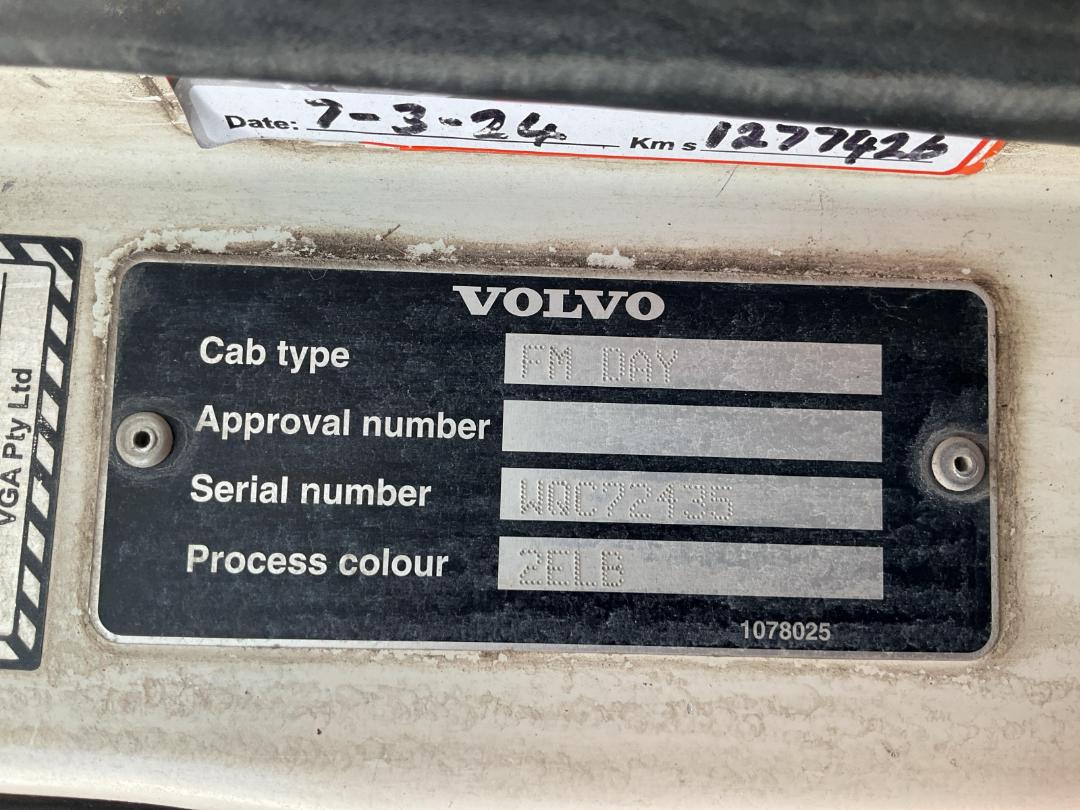 Date: 7-3-24 Kms 1277426
VOLVO
Cab type FM DAY
Approval number
Serial number WQC72435
Process colour 2ELB
1078025
VGA Pty Ltd